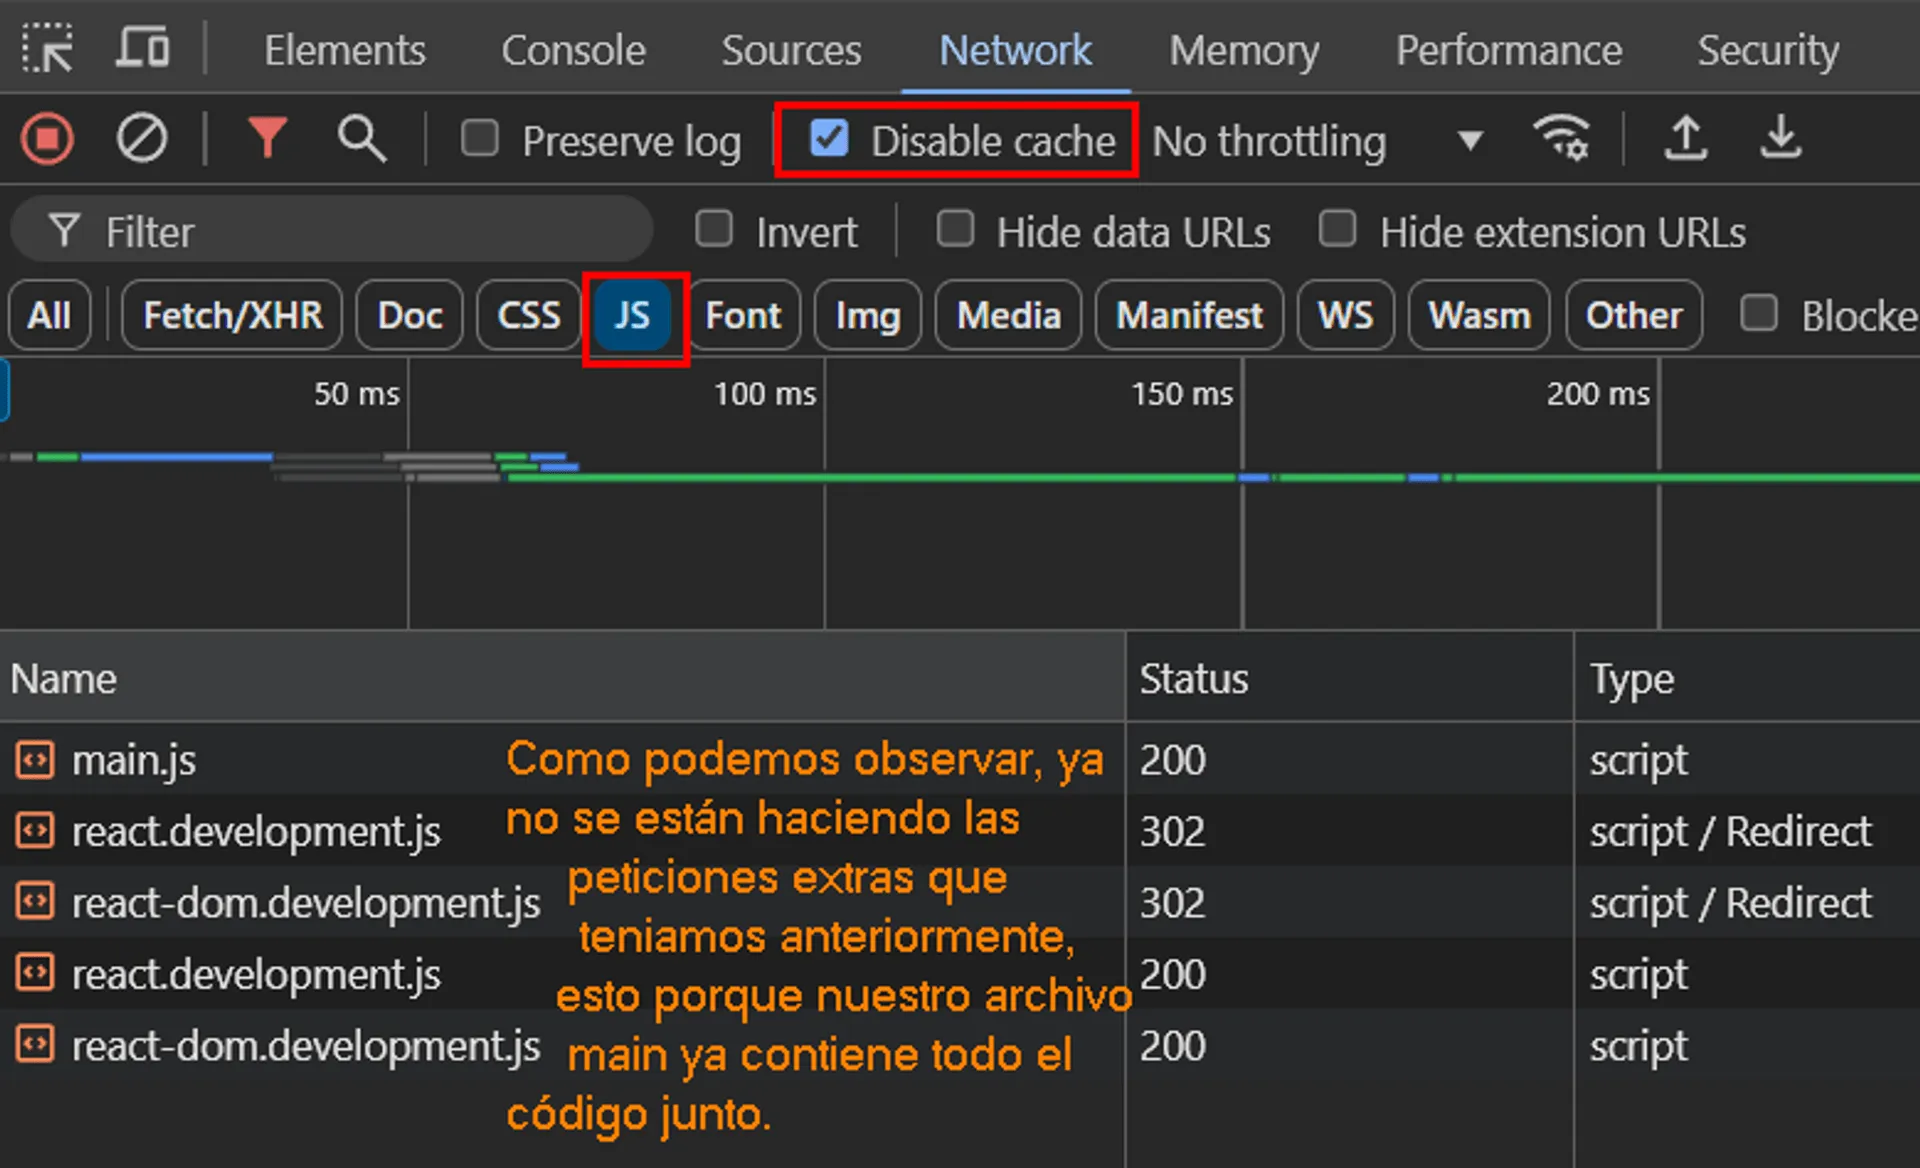 Elements Console Sources Network Memory Performance Security
Preserve log Disable cache No throttling
Filter Invert Hide data URLs Hide extension URLs
All Fetch/XHR Doc CSS JS Font Img Media Manifest WS Wasm Other Blocke
50 ms 100 ms 150 ms 200 ms
Name Status Type
main.js 200 script
react.development.js 302 script / Redirect
react-dom.development.js 302 script / Redirect
react.development.js 200 script
react-dom.development.js 200 script
Como podemos observar, ya
no se están haciendo las
peticiones extras que
teniamos anteriormente,
esto porque nuestro archivo
main ya contiene todo el
código junto.